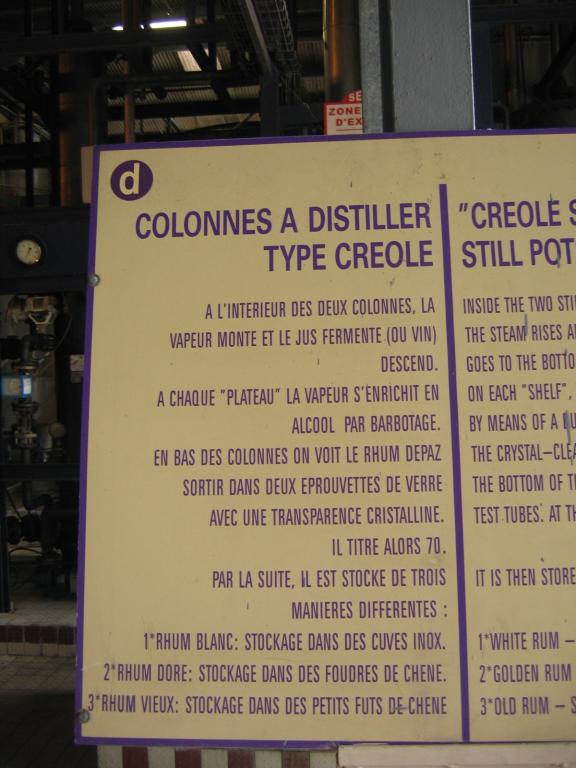 SE
ZONE
D'EX
d
COLONNES A DISTILLER
TYPE CREOLE
A L'INTERIEUR DES DEUX COLONNES, LA
VAPEUR MONTE ET LE JUS FERMENTE (OU VIN)
DESCEND.
A CHAQUE "PLATEAU" LA VAPEUR S'ENRICHIT EN
ALCOOL PAR BARBOTAGE.
EN BAS DES COLONNES ON VOIT LE RHUM DEPAZ
SORTIR DANS DEUX EPROUVETTES DE VERRE
AVEC UNE TRANSPARENCE CRISTALLINE.
IL TITRE ALORS 70.
PAR LA SUITE, IL EST STOCKE DE TROIS
MANIERES DIFFERENTES :
1*RHUM BLANC: STOCKAGE DANS DES CUVES INOX.
2*RHUM DORE: STOCKAGE DANS DES FOUDRES DE CHENE.
3*RHUM VIEUX: STOCKAGE DANS DES PETITS FUTS DE CHENE
"CREOLE S
STILL POT
INSIDE THE TWO STI
THE STEAM RISES A
GOES TO THE BOTTO
ON EACH "SHELF",
BY MEANS OF A BU
THE CRYSTAL-CLEA
THE BOTTOM OF T
TEST TUBES. AT TH
IT IS THEN STORE
1*WHITE RUM –
2*GOLDEN RUM
3*OLD RUM – S